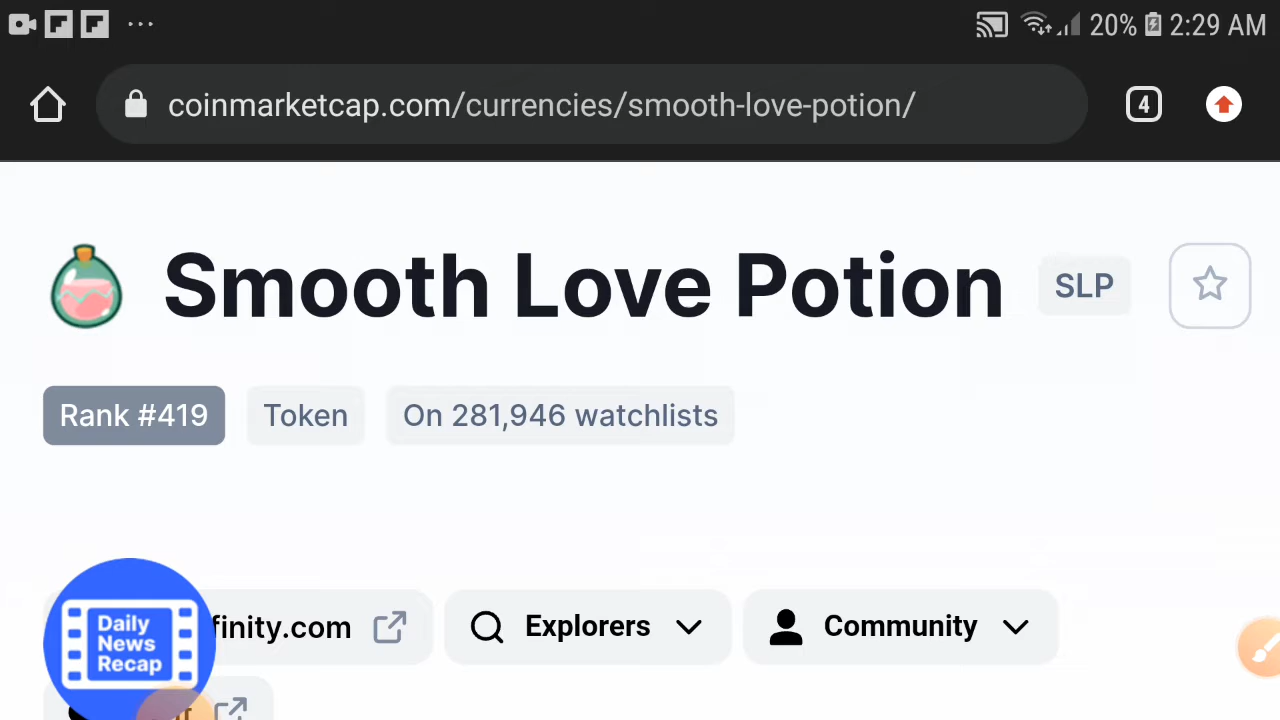 20% 2:29 AM
coinmarketcap.com/currencies/smooth-love-potion/ 4
Smooth Love Potion SLP
Rank #419 Token On 281,946 watchlists
finity.com Explorers Community
Daily
News
Recap